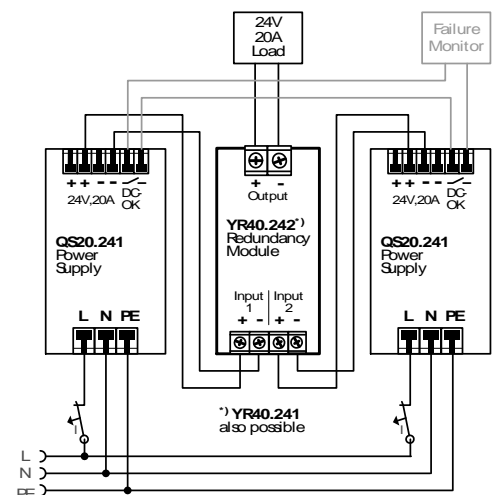 24V
20A
Load
Failure
Monitor
+ + - -
DC-
OK
24V,20A
QS20.241
Power
Supply
L N PE
+ -
Output
YR40.242*)
Redundancy
Module
Input
1
Input
2
+ - + -
+ + - -
DC-
OK
24V,20A
QS20.241
Power
Supply
L N PE
I
I
*) YR40.241
also possible
L
N
PE